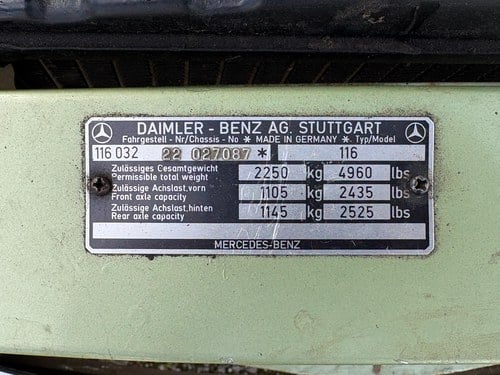 DAIMLER - BENZ AG. STUTTGART
Fahrgestell - Nr/Chassis - No * MADE IN GERMANY * Typ/Model
116 032 22 027087 * 116
Zulässiges Gesamtgewicht
Permissible total weight 2250 kg 4960 lbs
Zulässige Achslast.vorn
Front axle capacity 1105 kg 2435 lbs
Zulässige Achslast.hinten
Rear axle capacity 1145 kg 2525 lbs
MERCEDES-BENZ